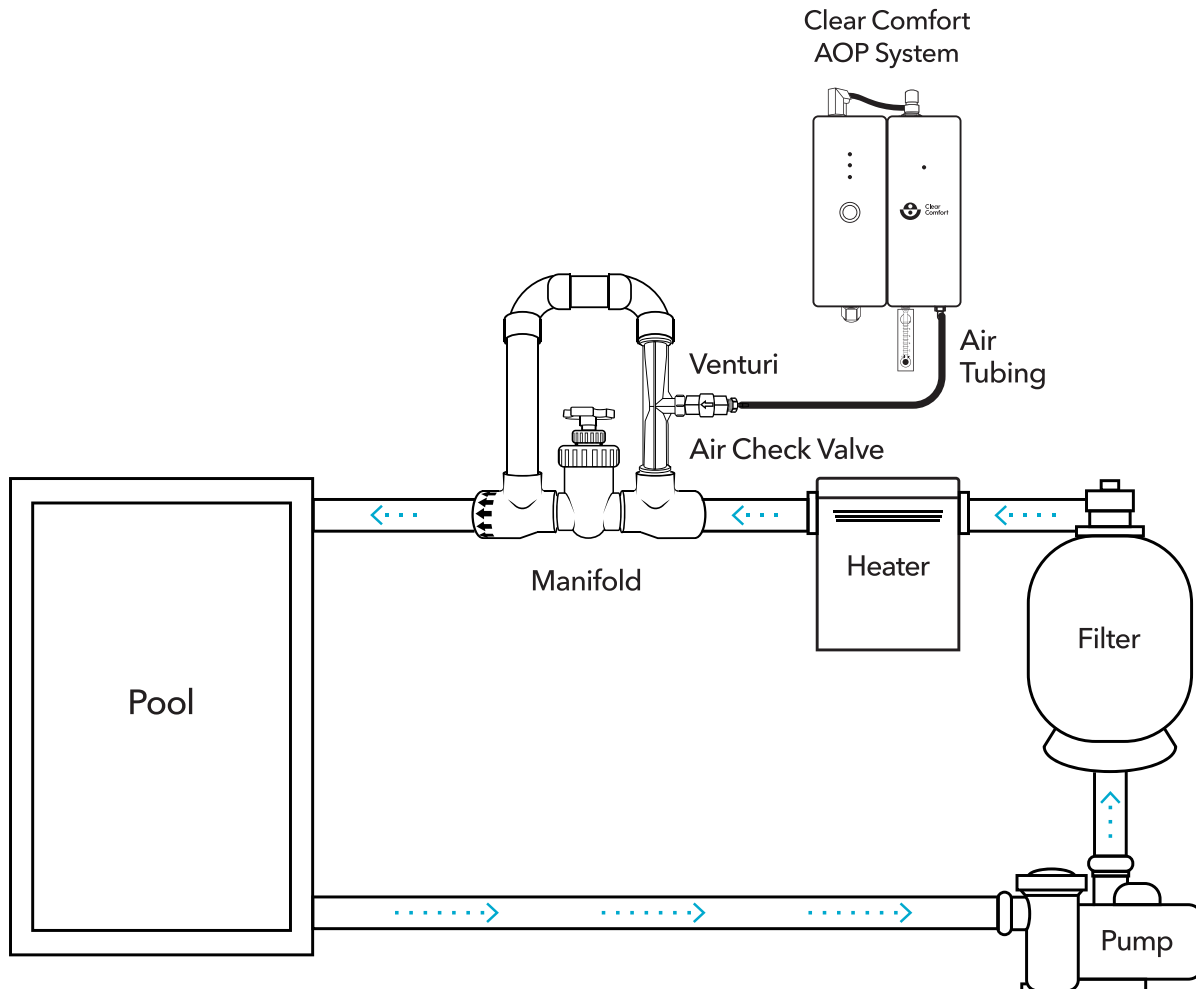 Clear Comfort
AOP System
Clear
Comfort
Venturi
Air
Tubing
Air Check Valve
Manifold
Heater
Filter
Pool
Pump